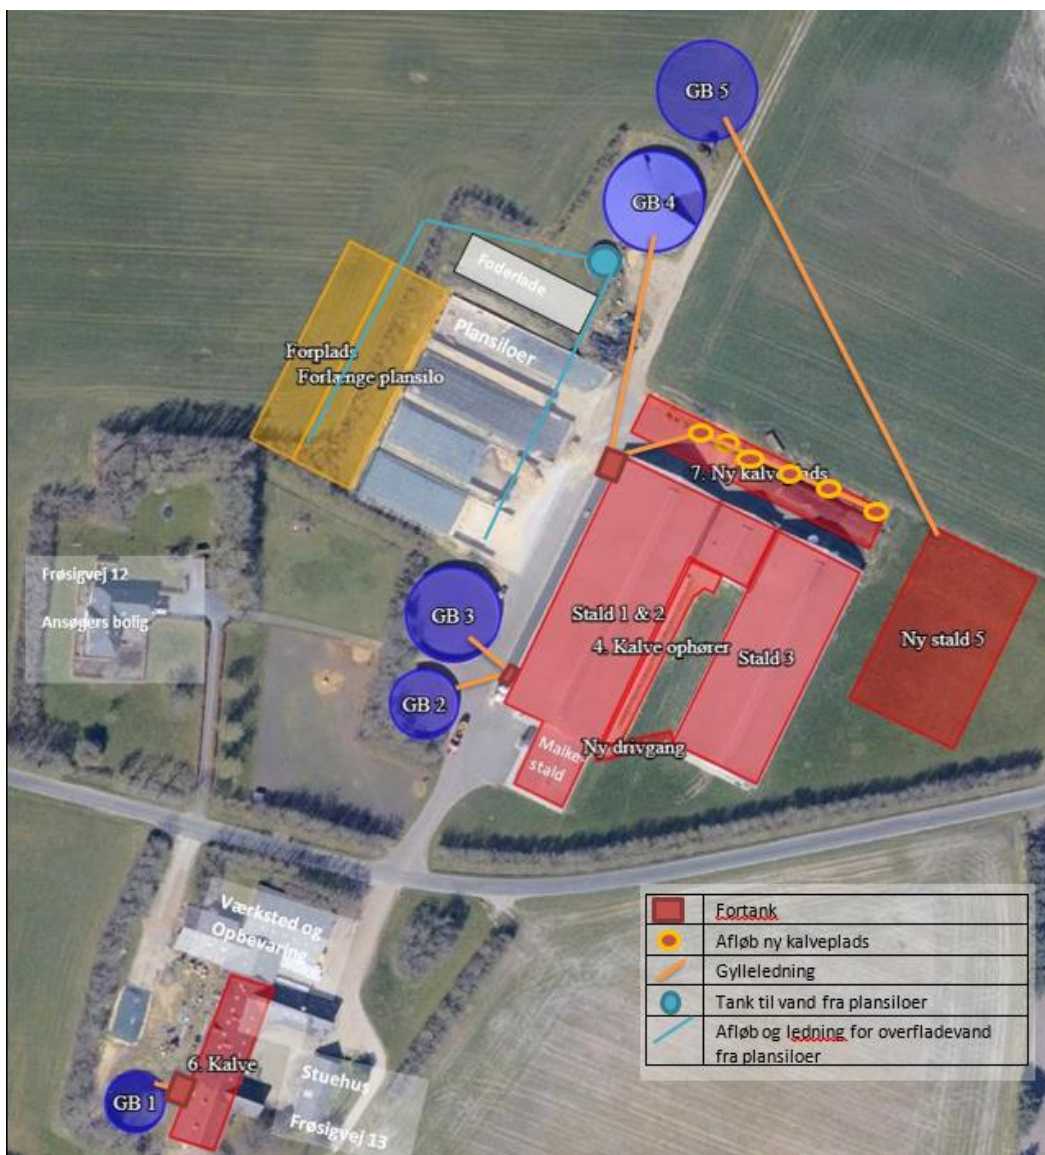 GB 5
GB 4
Foderlade
Plansiloer
Forplads
Forlænge plansilo
7. Ny kalveplads
Frøsigvej 12
Ansøgers bolig
GB 3
Stald 1 & 2
4. Kalve ophører
Stald 3
Ny stald 5
GB 2
Ny drivgang
stald
Værksted og
Opbevaring
6. Kalve
GB 1
Stuehus
=
Frøsigvej 13
Fortank
Afløb ny kalveplads
Gylleledning
Tank til vand fra plansiloer
Afløb og ledning for overfladevand
fra plansiloer